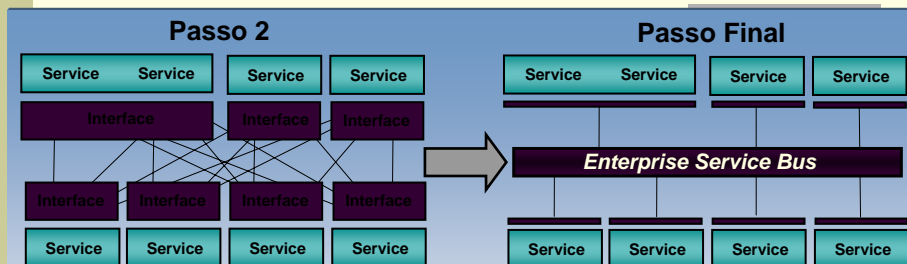 Passo 2
Service Service Service Service
Interface Interface Interface
Interface Interface Interface Interface
Service Service Service Service
Passo Final
Service Service Service Service
Enterprise Service Bus
Service Service Service Service